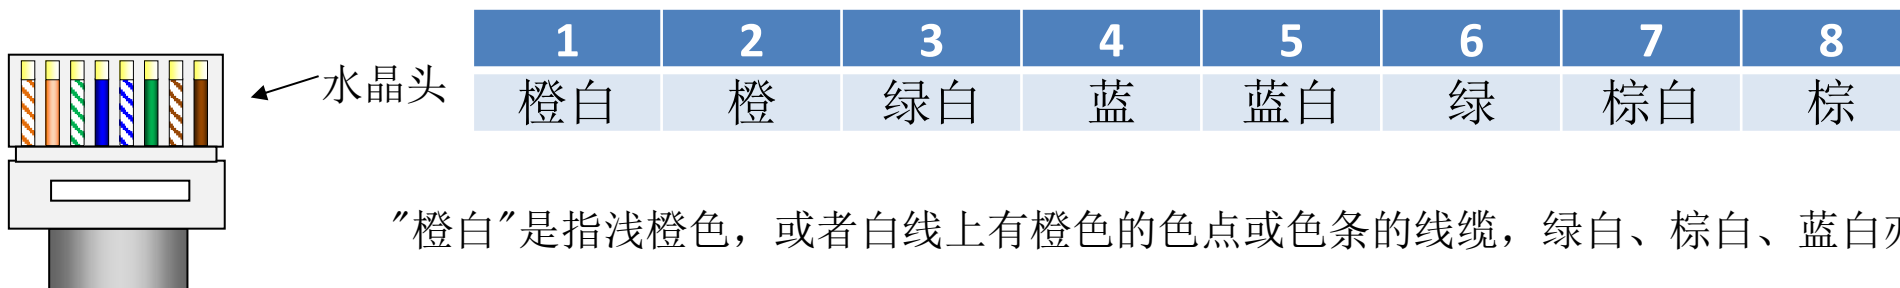 1 2 3 4 5 6 7 8
水晶头 橙白 橙 绿白 蓝 蓝白 绿 棕白 棕
"橙白"是指浅橙色，或者白线上有橙色的色点或色条的线缆，绿白、棕白、蓝白